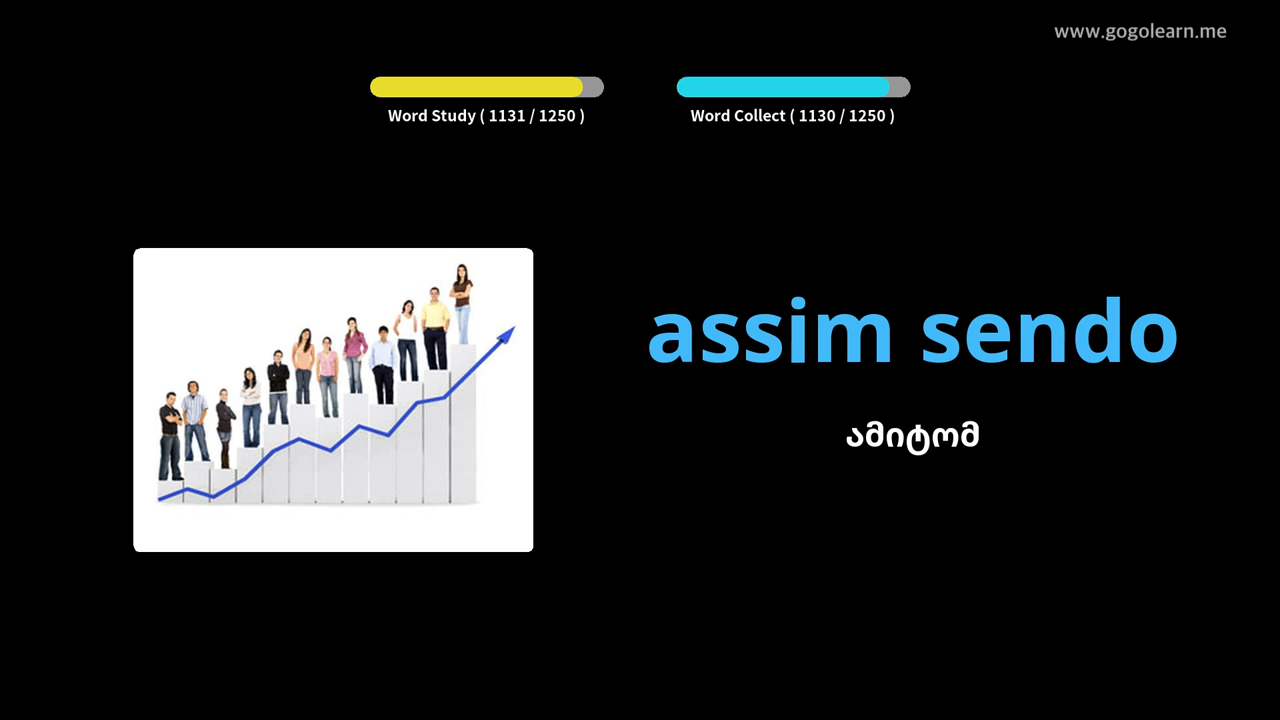 www.gogolearn.me
Word Study ( 1131 / 1250 )
Word Collect ( 1130 / 1250 )
assim sendo
ამიტომ